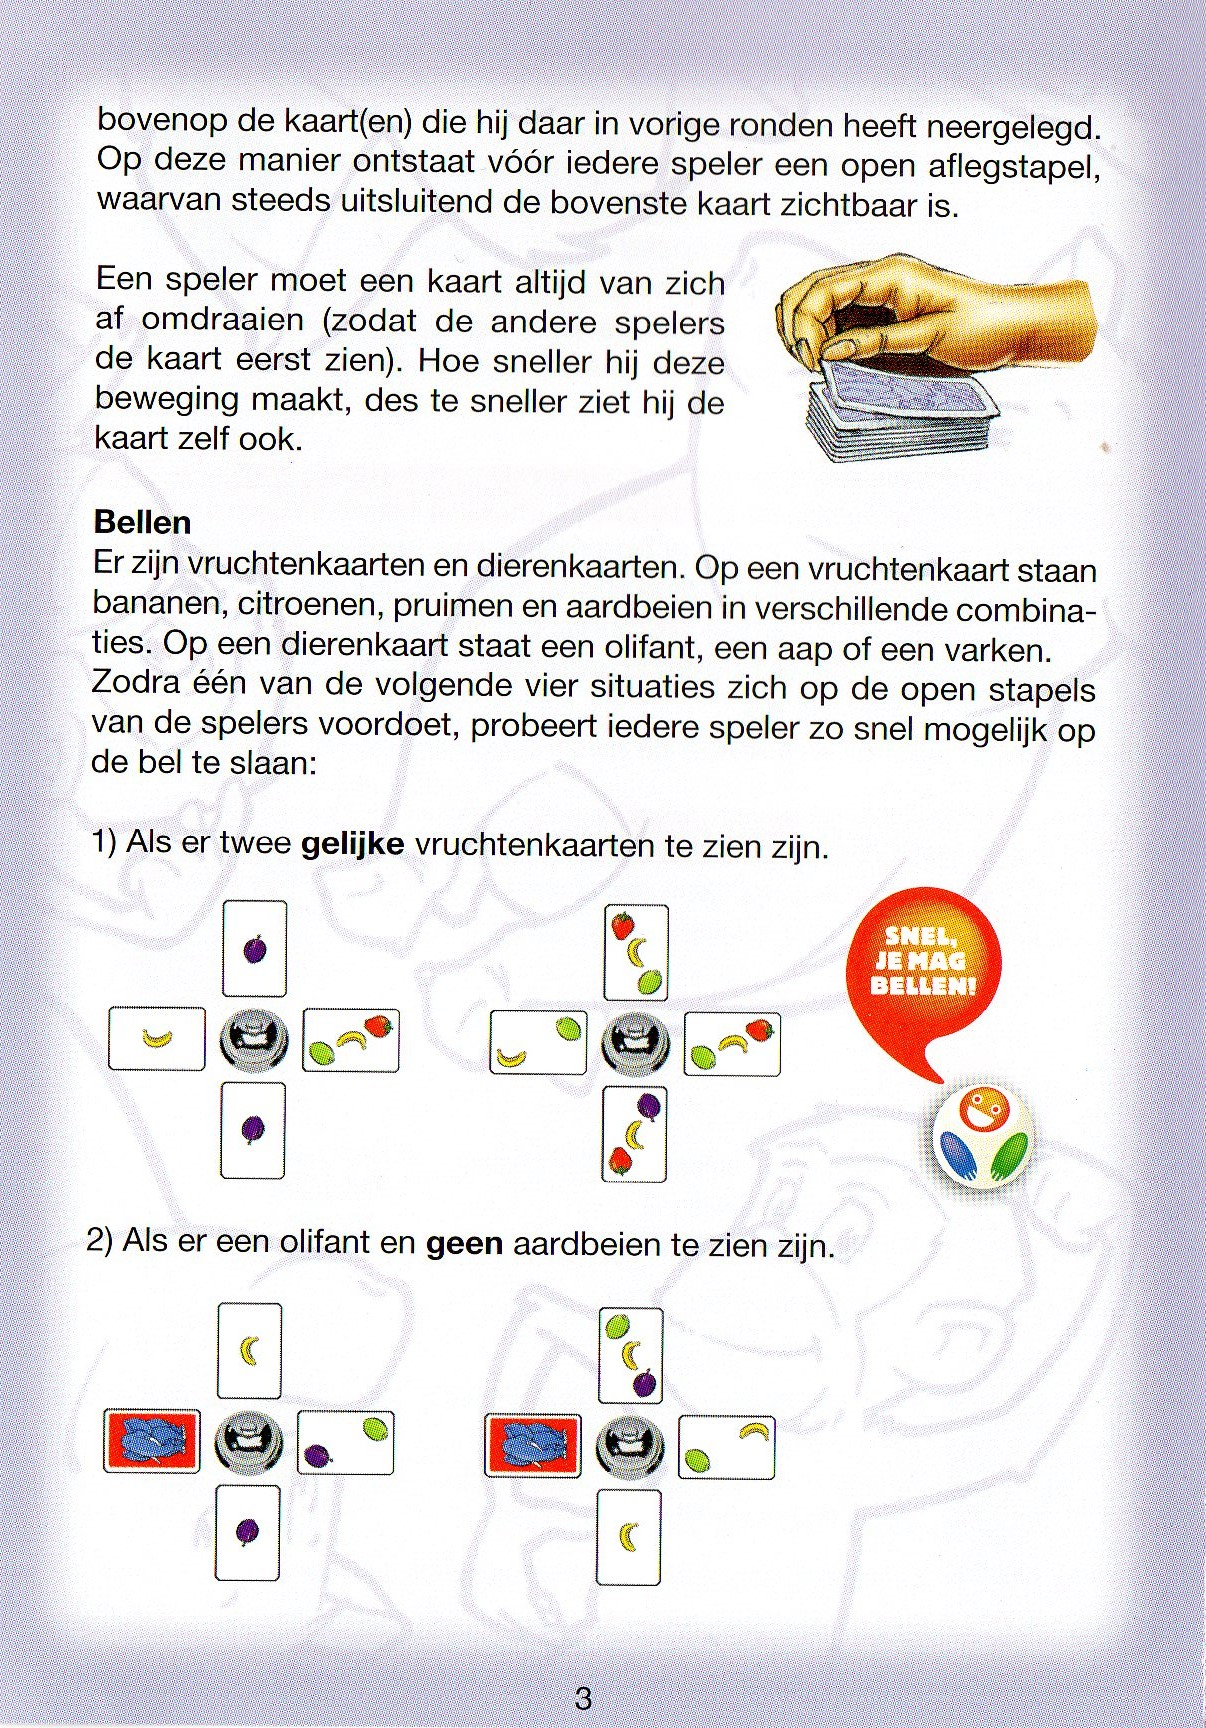 bovenop de kaart(en) die hij daar in vorige ronden heeft neergelegd.
Op deze manier ontstaat vóór iedere speler een open aflegstapel,
waarvan steeds uitsluitend de bovenste kaart zichtbaar is.
Een speler moet een kaart altijd van zich
af omdraaien (zodat de andere spelers
de kaart eerst zien). Hoe sneller hij deze
beweging maakt, des te sneller ziet hij de
kaart zelf ook.
Bellen
Er zijn vruchtenkaarten en dierenkaarten. Op een vruchtenkaart staan
bananen, citroenen, pruimen en aardbeien in verschillende combina-
ties. Op een dierenkaart staat een olifant, een aap of een varken.
Zodra één van de volgende vier situaties zich op de open stapels
van de spelers voordoet, probeert iedere speler zo snel mogelijk op
de bel te slaan:
1) Als er twee gelijke vruchtenkaarten te zien zijn.
SNEL,
JE MAG
BELLEN!
2) Als er een olifant en geen aardbeien te zien zijn.
3